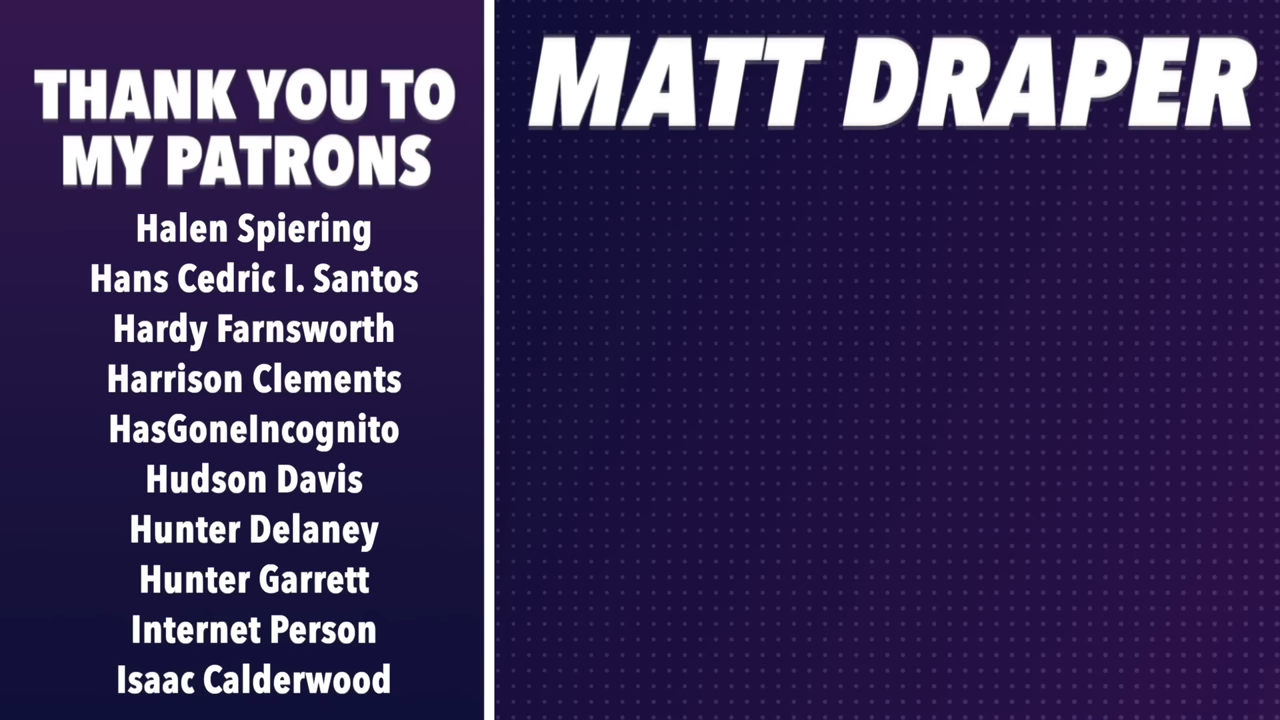 THANK YOU TO
MY PATRONS
Halen Spiering
Hans Cedric I. Santos
Hardy Farnsworth
Harrison Clements
HasGoneIncognito
Hudson Davis
Hunter Delaney
Hunter Garrett
Internet Person
Isaac Calderwood
MATT DRAPER